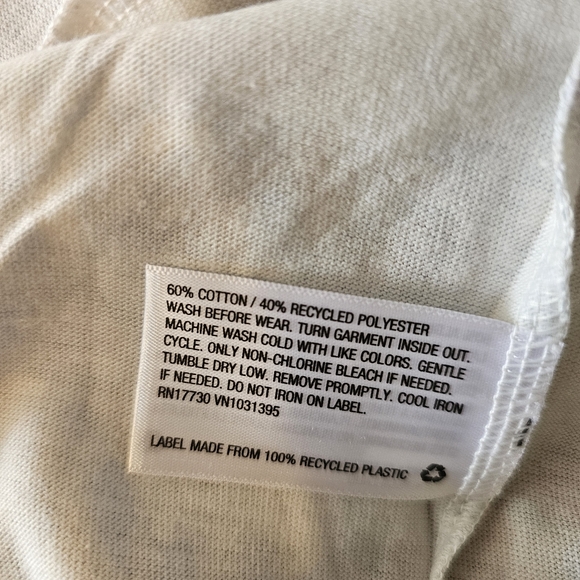 60% COTTON / 40% RECYCLED POLYESTER
WASH BEFORE WEAR. TURN GARMENT INSIDE OUT.
MACHINE WASH COLD WITH LIKE COLORS. GENTLE
CYCLE. ONLY NON-CHLORINE BLEACH IF NEEDED.
TUMBLE DRY LOW. REMOVE PROMPTLY. COOL IRON
IF NEEDED. DO NOT IRON ON LABEL.
RN17730 VN1031395
LABEL MADE FROM 100% RECYCLED PLASTIC